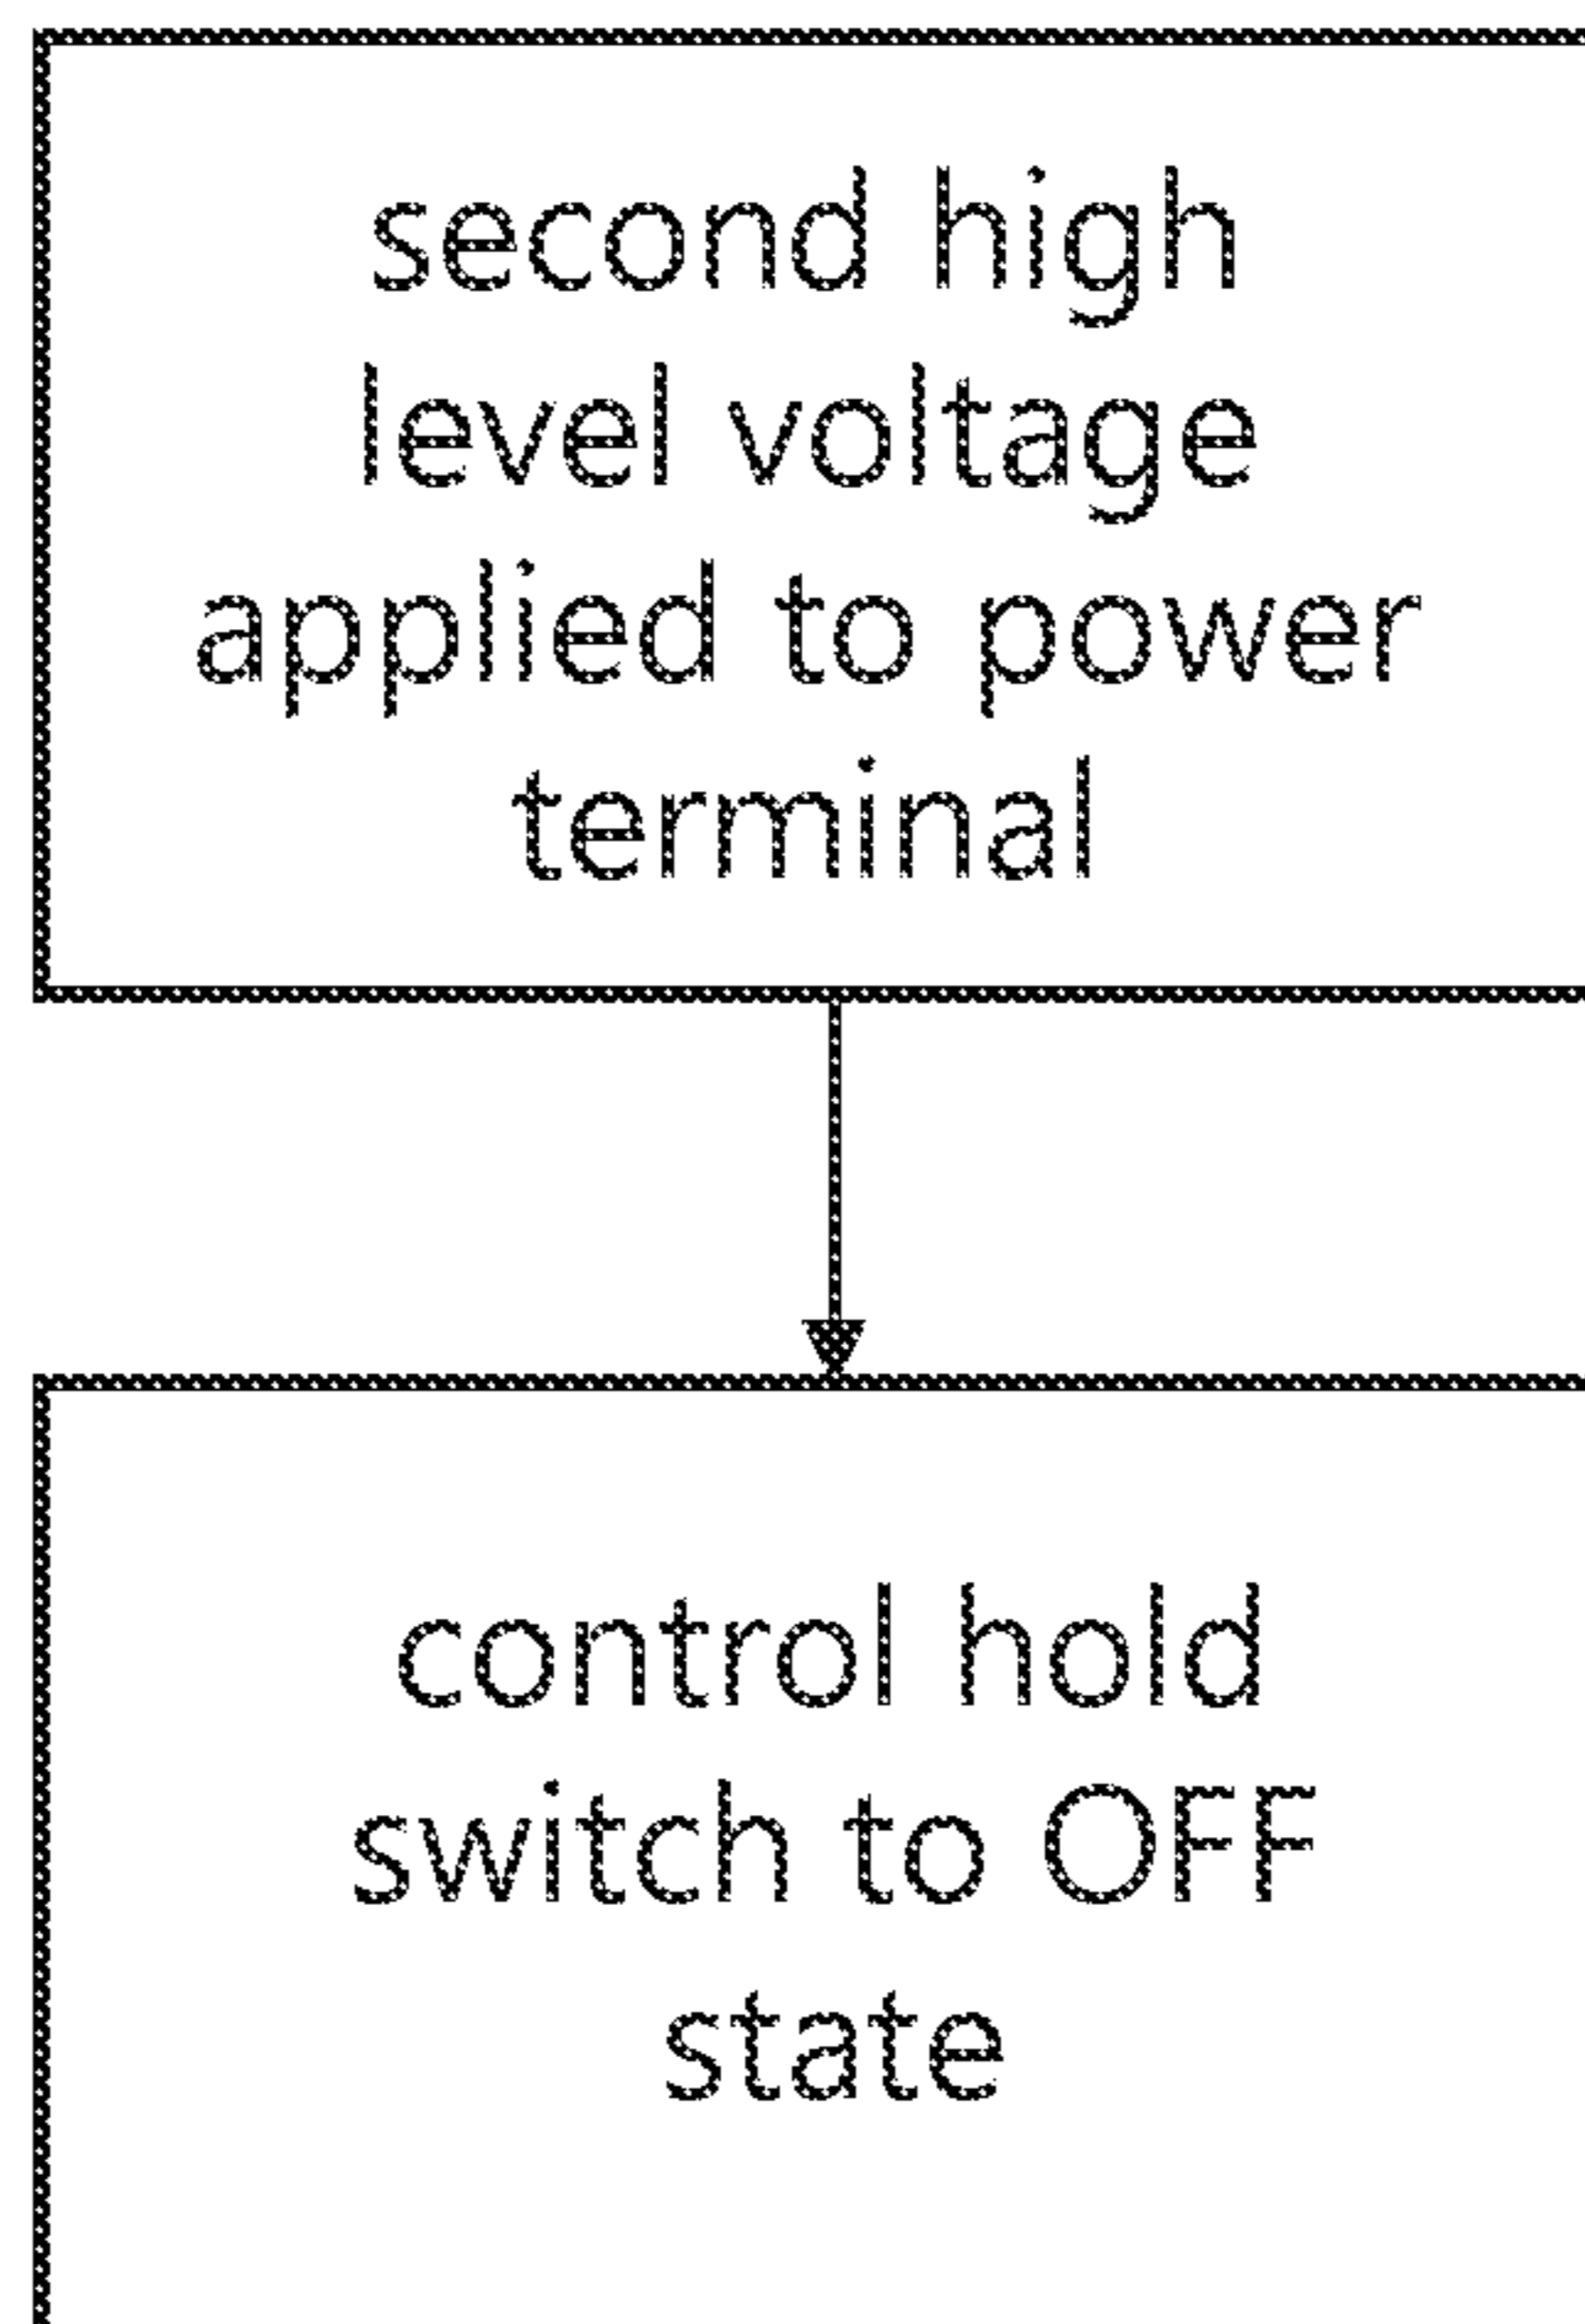 second high
level voltage
applied to power
terminal
control hold
switch to OFF
state